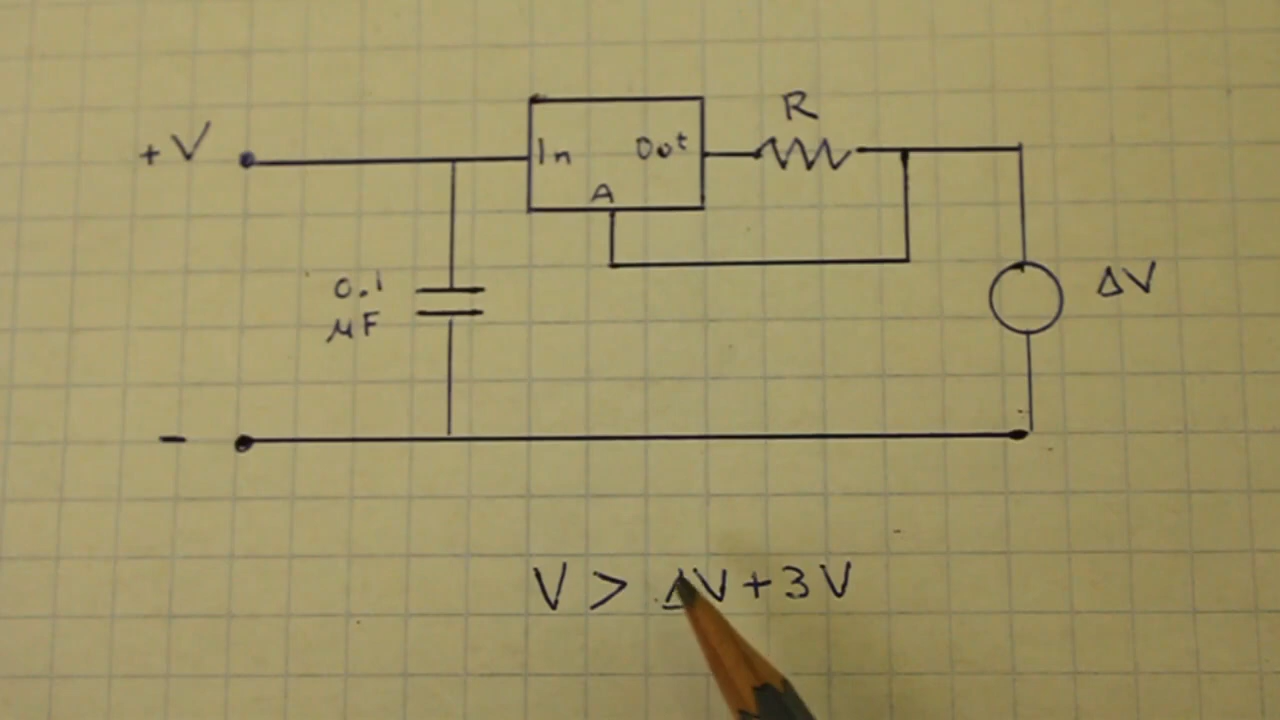 R
+V
In
Out
A
0.1
μF
ΔV
-
V > ΔV + 3V